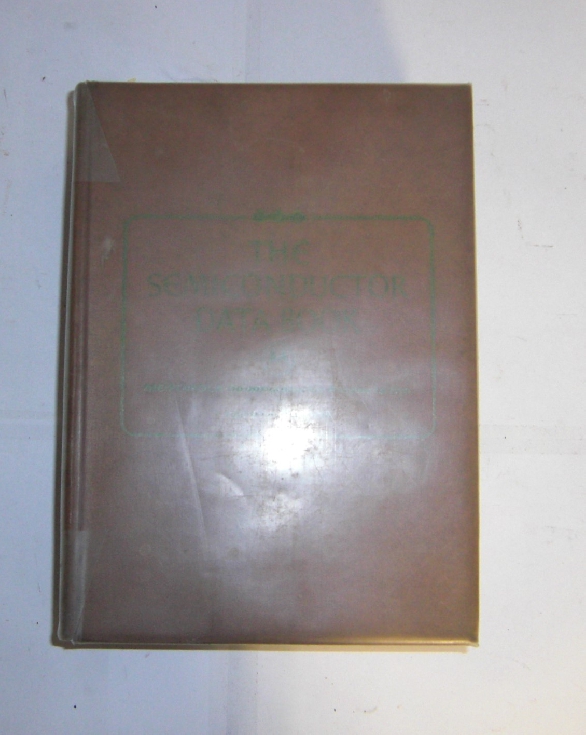 THE
SEMICONDUCTOR
DATA BOOK